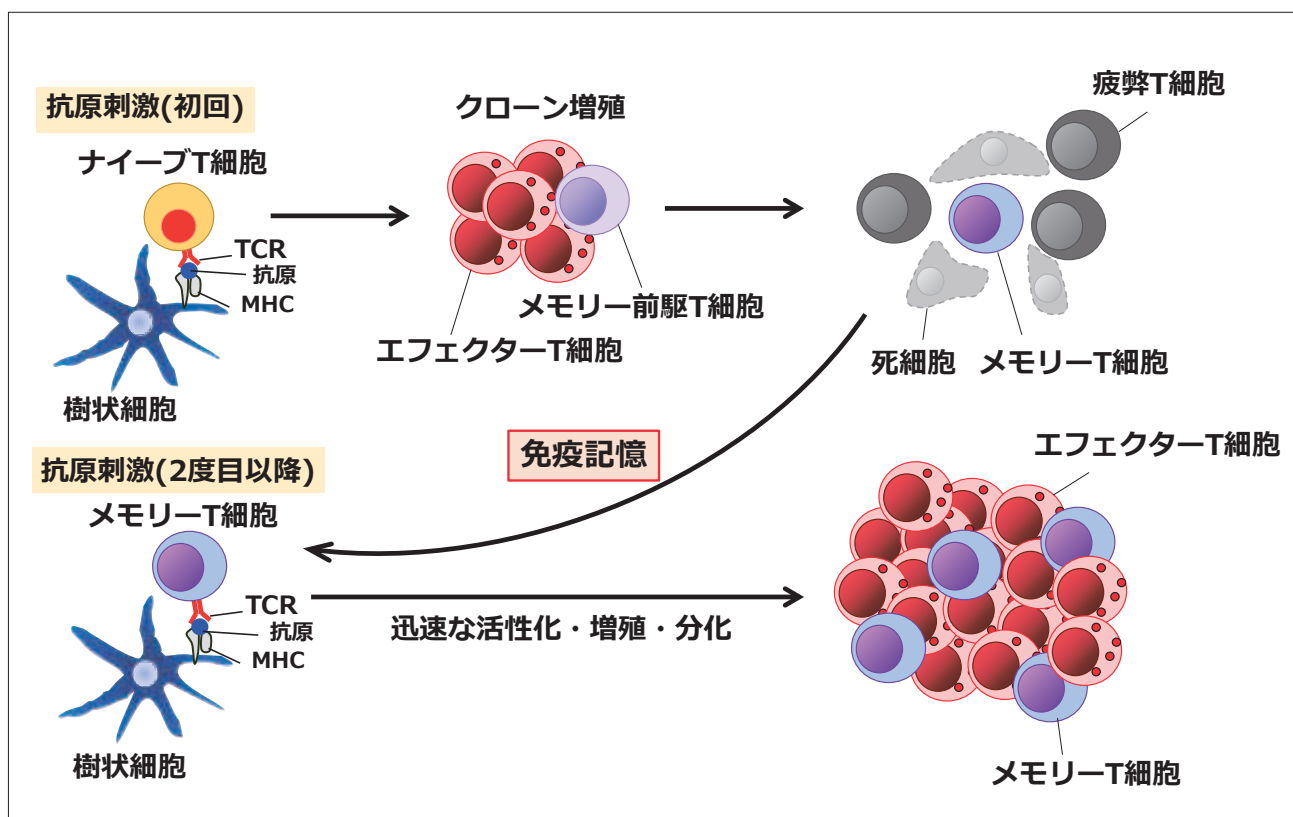 抗原刺激(初回)
ナイーブT細胞
TCR
抗原
MHC
樹状細胞
クローン増殖
メモリー前駆T細胞
エフェクターT細胞
疲弊T細胞
死細胞
メモリーT細胞
免疫記憶
抗原刺激(2度目以降)
メモリーT細胞
TCR
抗原
MHC
樹状細胞
迅速な活性化・増殖・分化
エフェクターT細胞
メモリーT細胞